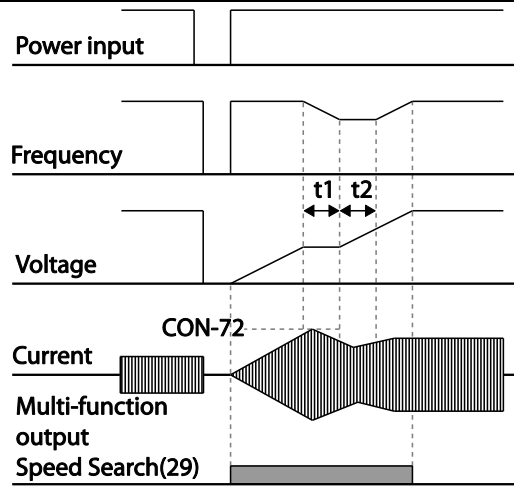 Power input
Frequency
t1 t2
Voltage
CON-72
Current
Multi-function
output
Speed Search(29)